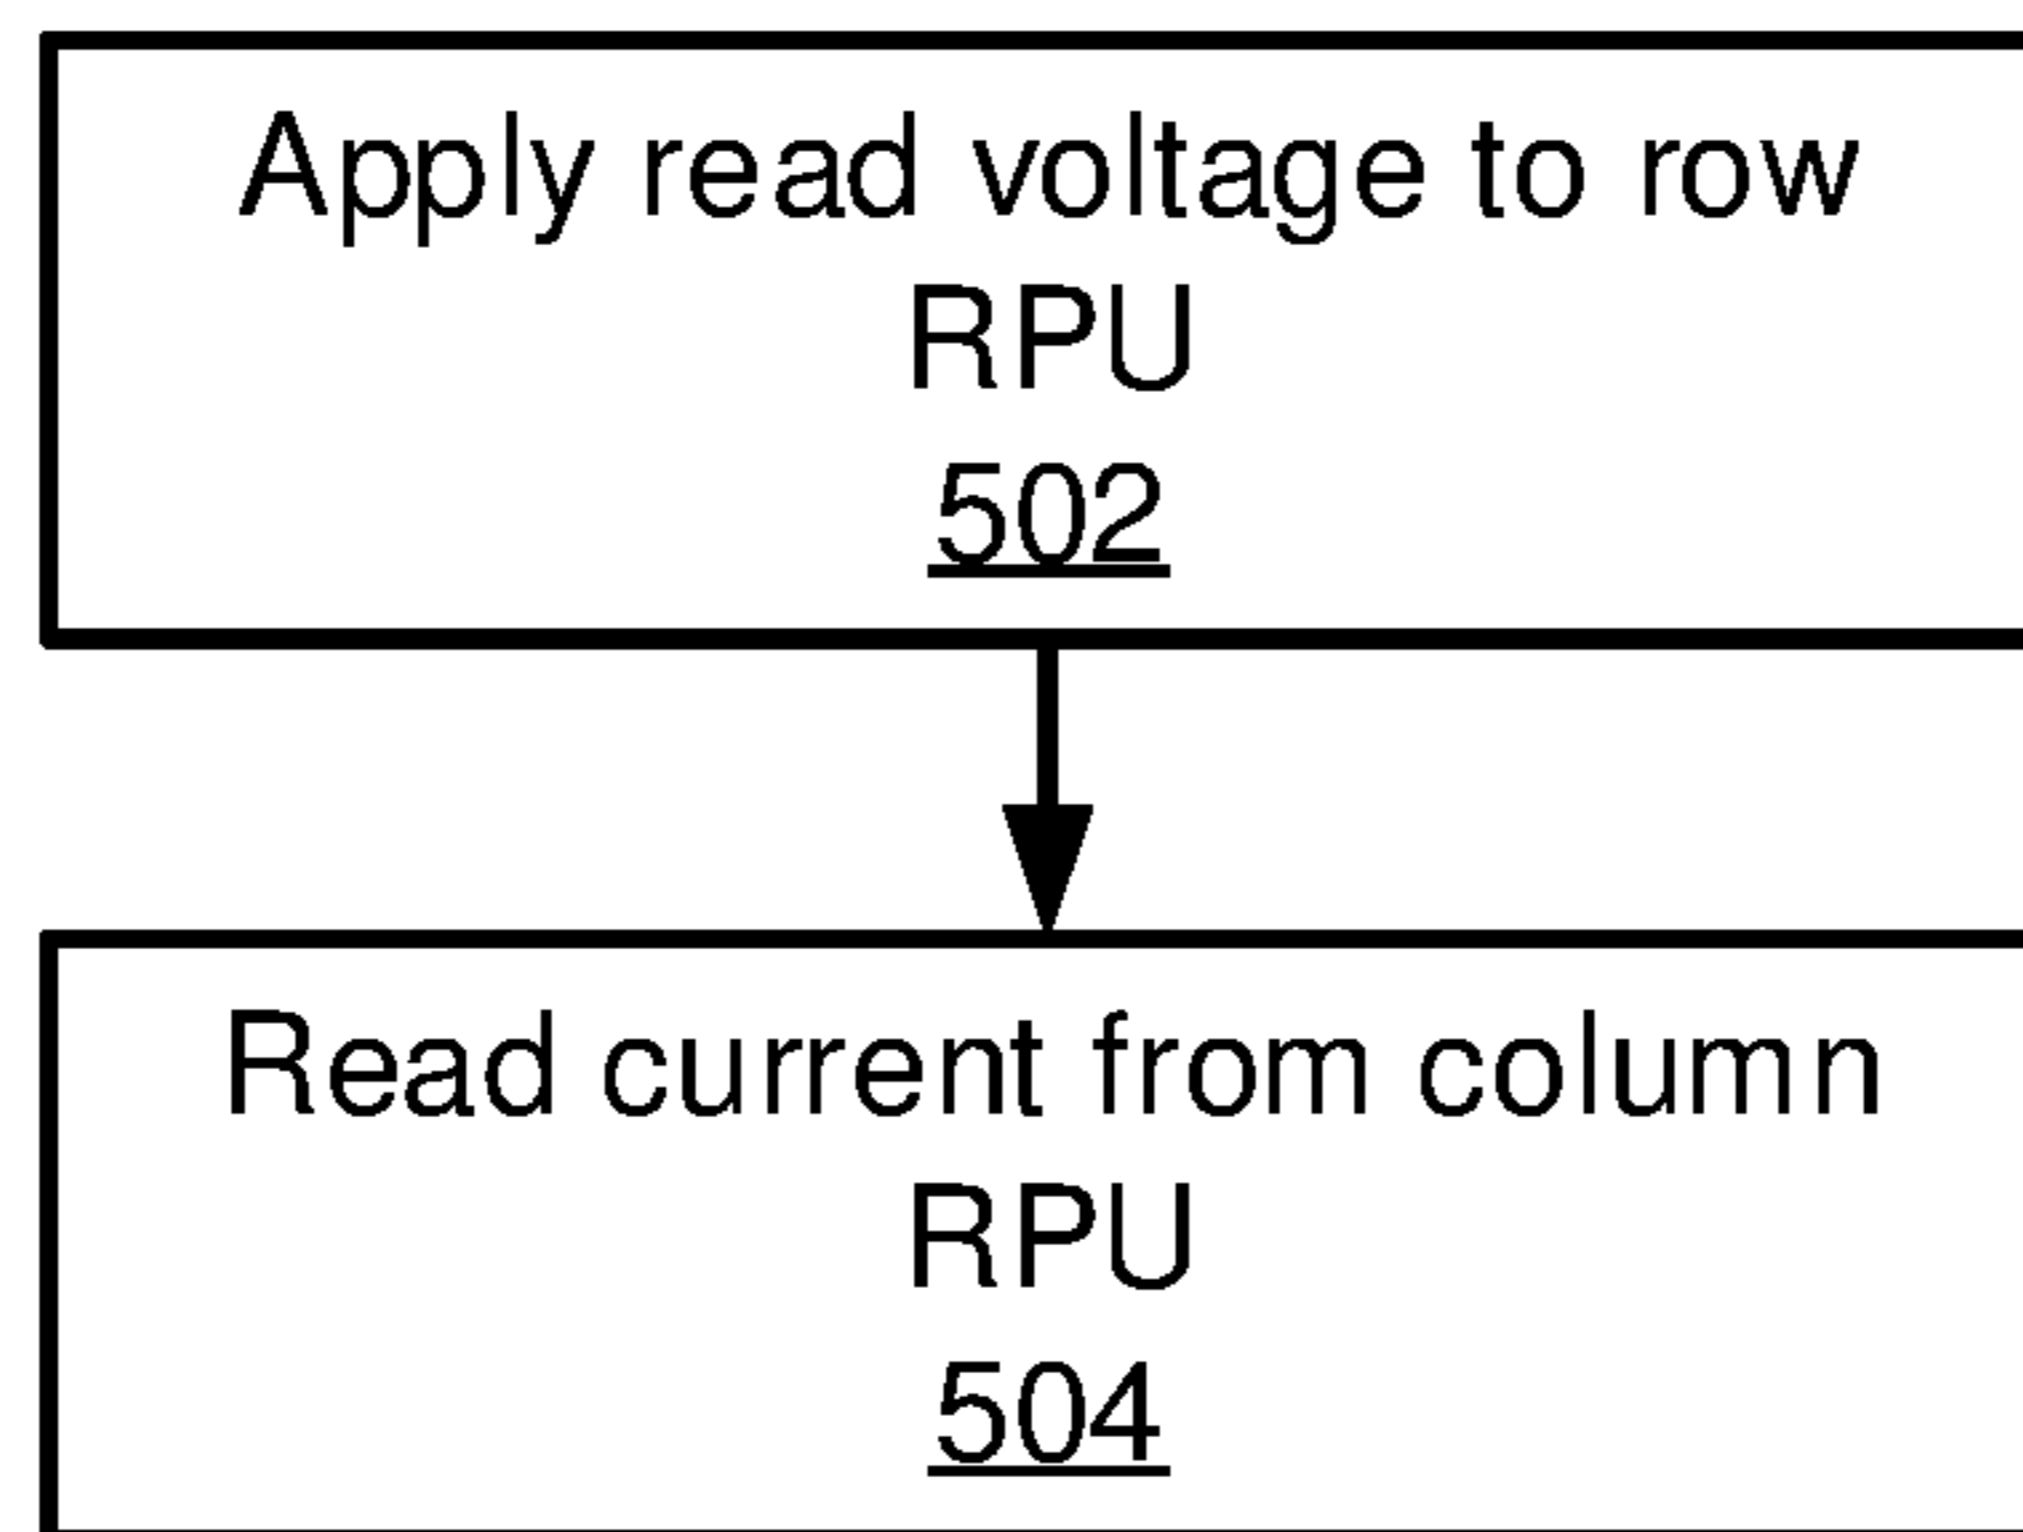 Apply read voltage to row
RPU
502
Read current from column
RPU
504